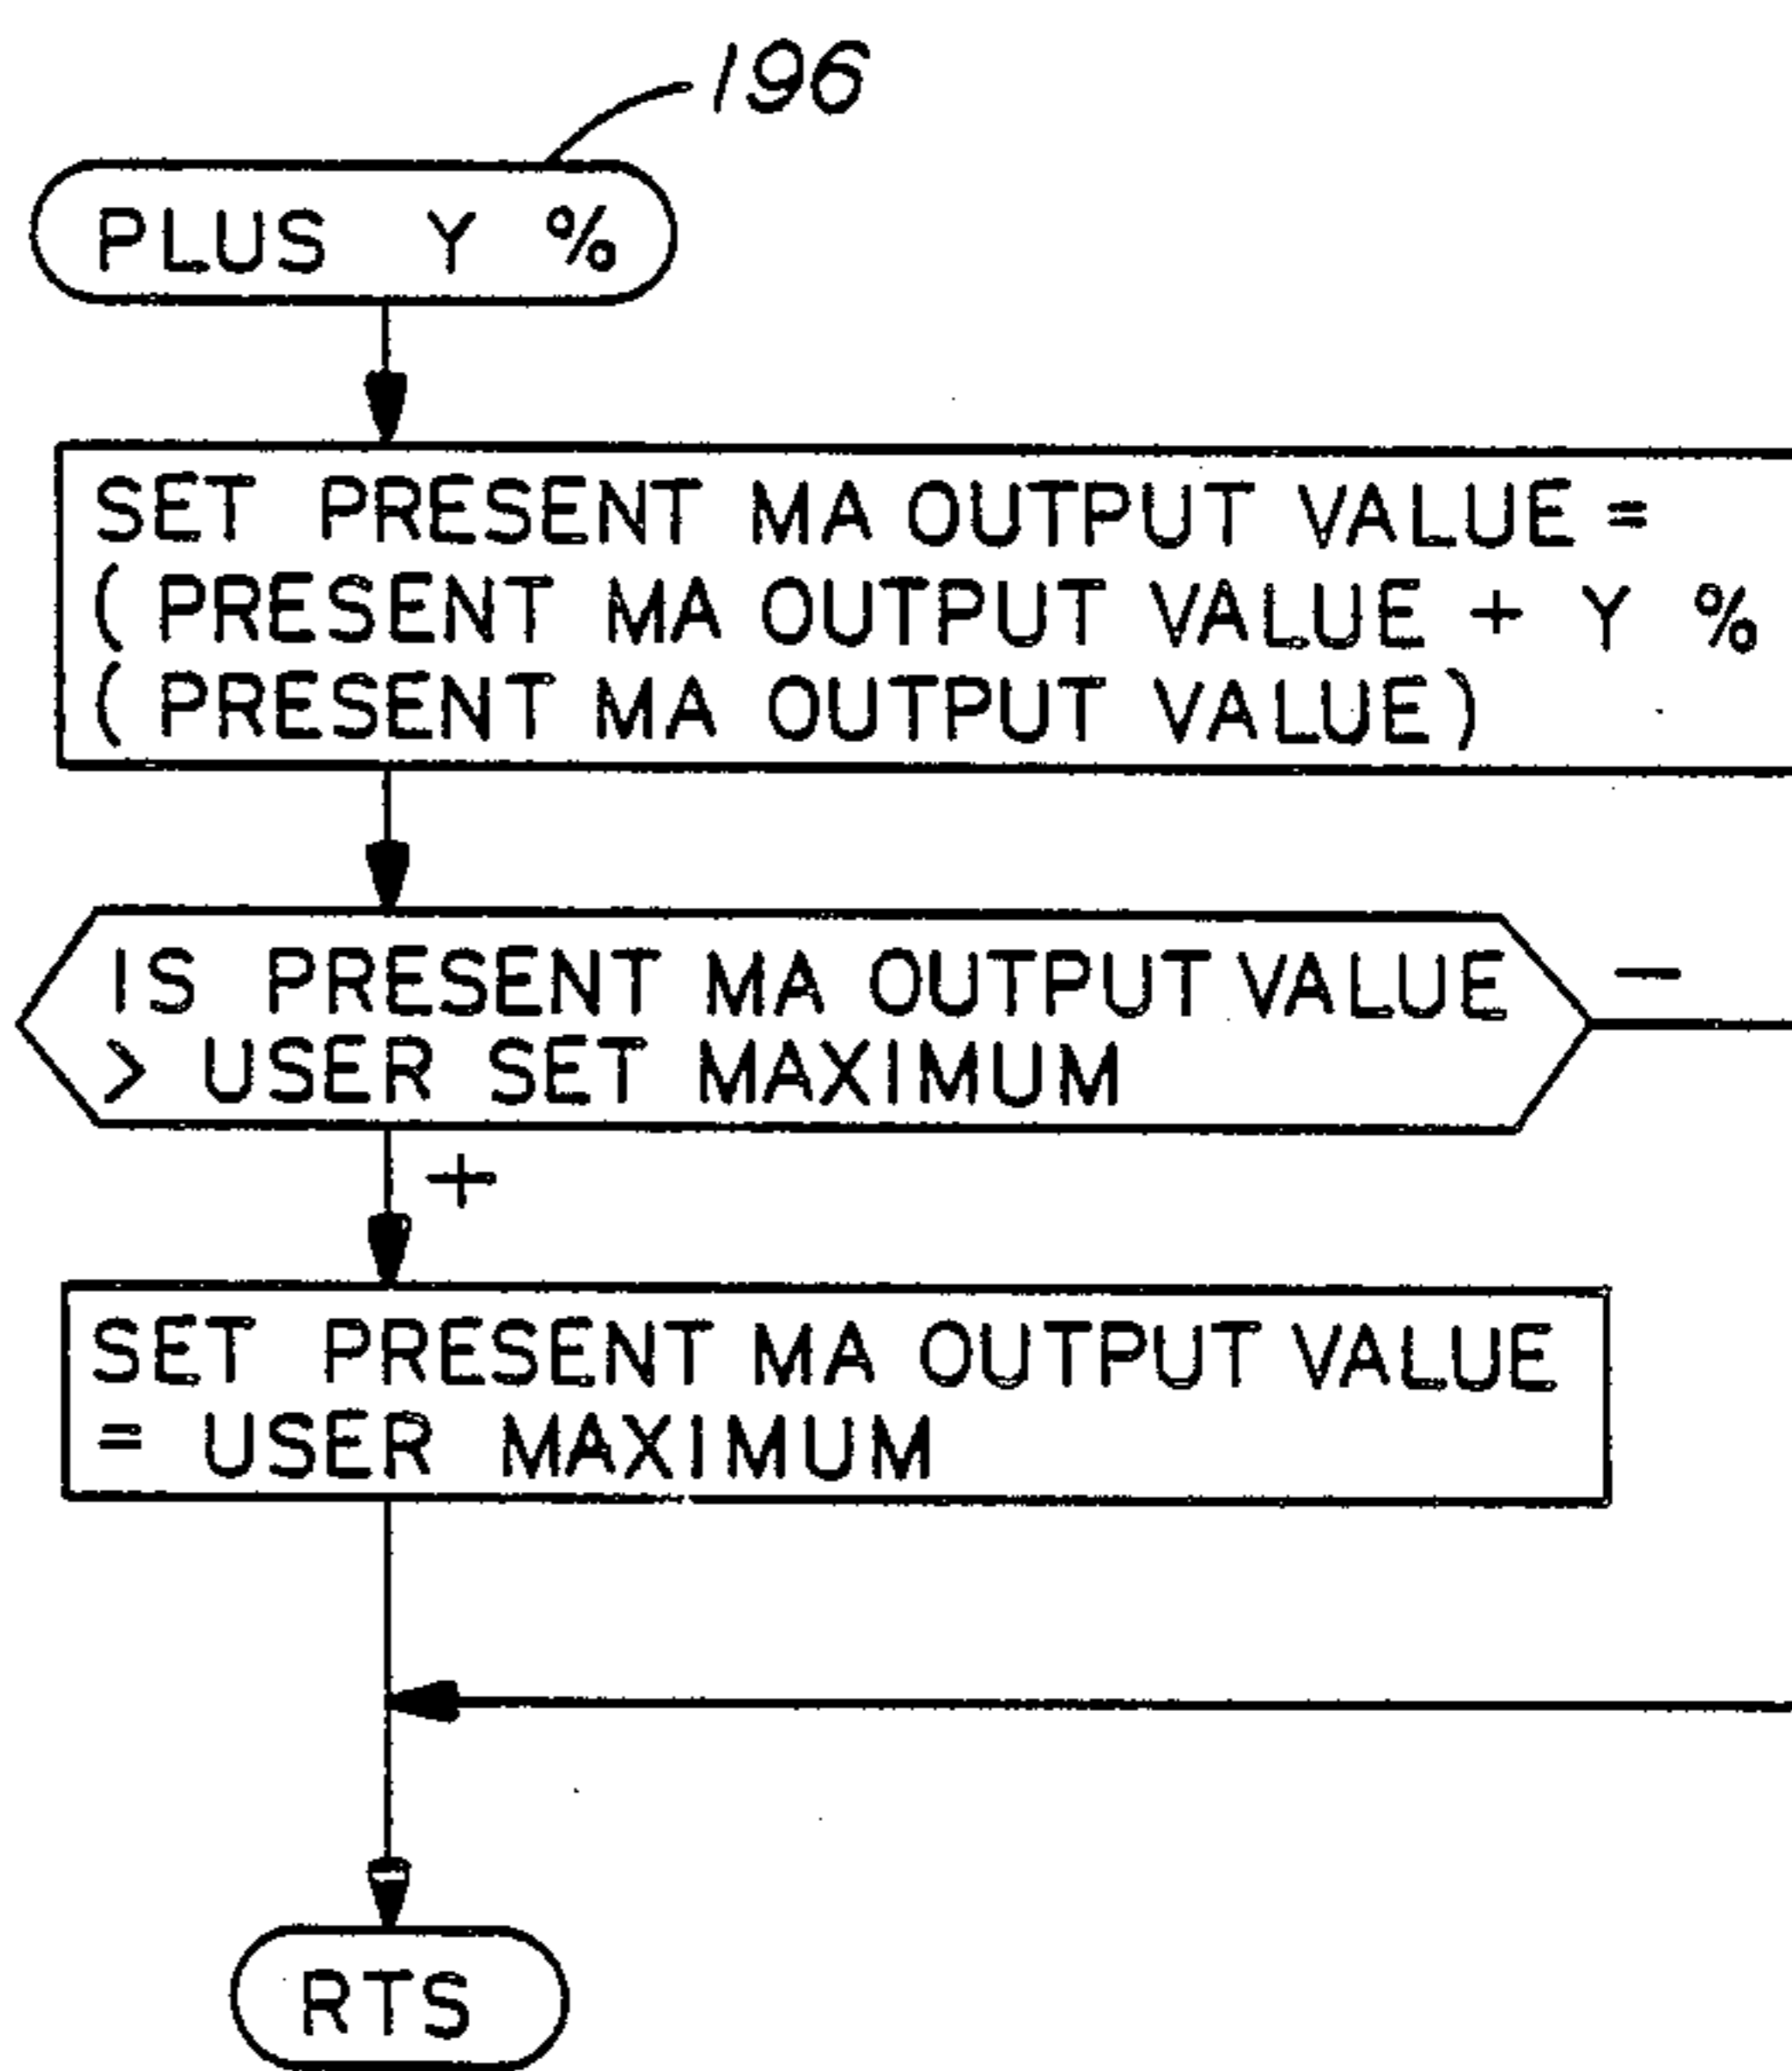 196
PLUS Y %
SET PRESENT MA OUTPUT VALUE =
( PRESENT MA OUTPUT VALUE + Y %
( PRESENT MA OUTPUT VALUE )
IS PRESENT MA OUTPUT VALUE
> USER SET MAXIMUM
—
+
SET PRESENT MA OUTPUT VALUE
= USER MAXIMUM
RTS